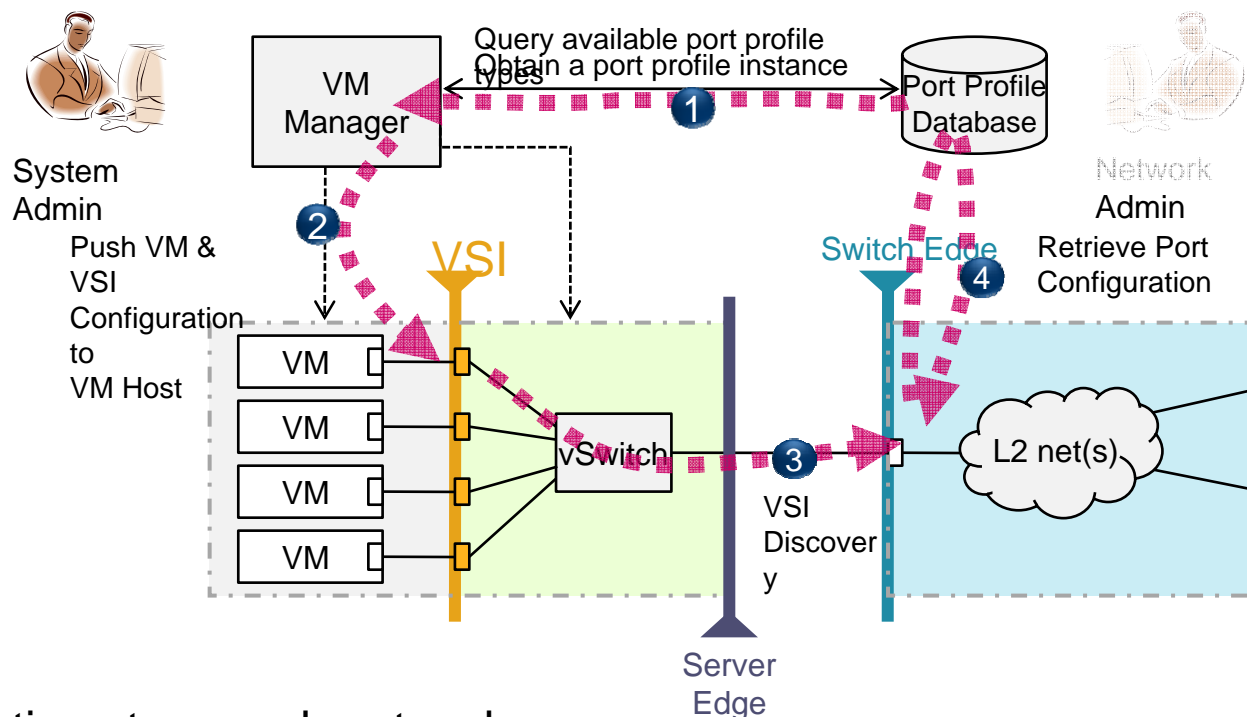 Query available port profile
types
Obtain a port profile instance
VM
Manager
1
Port Profile
Database
System
Admin
Network
Admin
2
Push VM &
VSI
Configuration
to
VM Host
VSI
Switch Edge
4
Retrieve Port
Configuration
VM
VM
VM
VM
vSwitch
3
L2 net(s)
VSI
Discover
y
Server
Edge